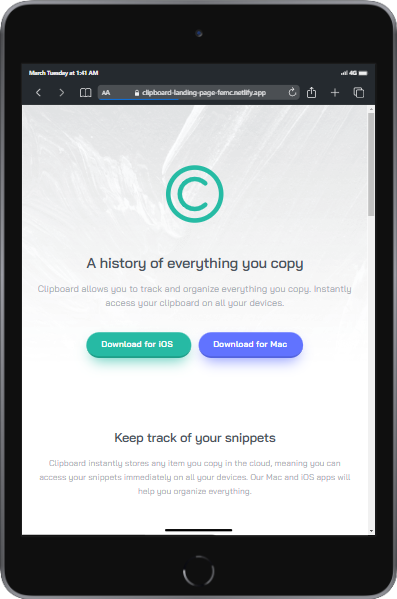 March Tuesday at 1:41 AM
4G
AA
clipboard-landing-page-femc.netlify.app
C
A history of everything you copy
Clipboard allows you to track and organize everything you copy. Instantly
access your clipboard on all your devices.
Download for IOS
Download for Mac
Keep track of your snippets
Clipboard instantly stores any item you copy in the cloud, meaning you can
access your snippets immediately on all your devices. Our Mac and iOS apps will
help you organize everything.